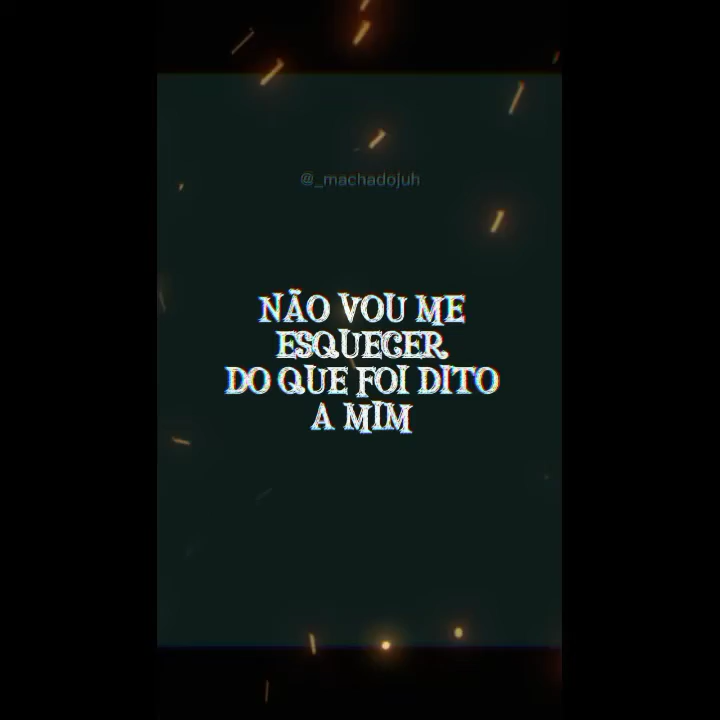 @_machadojuh
NÃO VOU ME
ESQUECER
DO QUE FOI DITO
A MIM